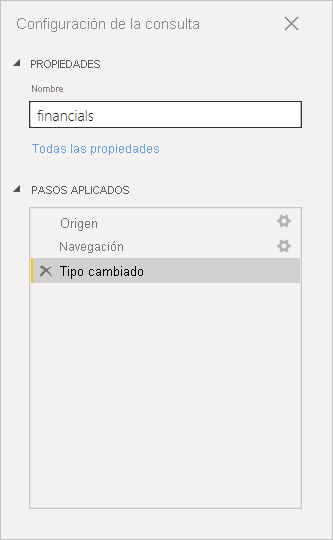 Configuración de la consulta
PROPIEDADES
Nombre
financials
Todas las propiedades
PASOS APLICADOS
Origen
Navegación
Tipo cambiado